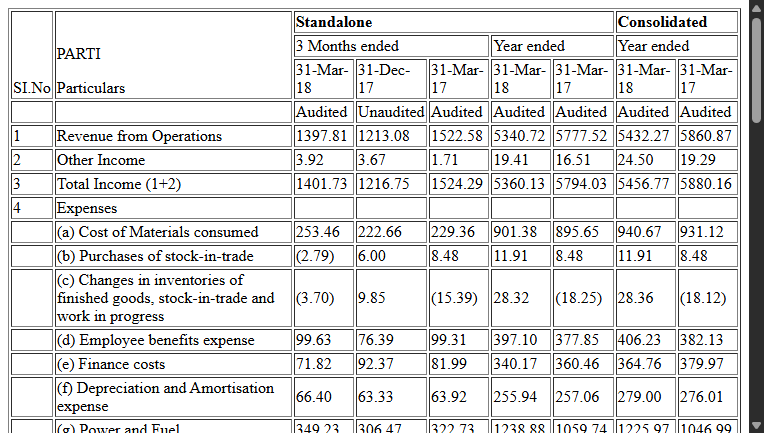 Standalone Consolidated
3 Months ended Year ended Year ended
SI.No PARTI
Particulars 31-Mar-18 31-Dec-17 31-Mar-17 31-Mar-18 31-Mar-17 31-Mar-18 31-Mar-17
Audited Unaudited Audited Audited Audited Audited Audited
1 Revenue from Operations 1397.81 1213.08 1522.58 5340.72 5777.52 5432.27 5860.87
2 Other Income 3.92 3.67 1.71 19.41 16.51 24.50 19.29
3 Total Income (1+2) 1401.73 1216.75 1524.29 5360.13 5794.03 5456.77 5880.16
4 Expenses
(a) Cost of Materials consumed 253.46 222.66 229.36 901.38 895.65 940.67 931.12
(b) Purchases of stock-in-trade (2.79) 6.00 8.48 11.91 8.48 11.91 8.48
(c) Changes in inventories of
finished goods, stock-in-trade and
work in progress (3.70) 9.85 (15.39) 28.32 (18.25) 28.36 (18.12)
(d) Employee benefits expense 99.63 76.39 99.31 397.10 377.85 406.23 382.13
(e) Finance costs 71.82 92.37 81.99 340.17 360.46 364.76 379.97
(f) Depreciation and Amortisation
expense 66.40 63.33 63.92 255.94 257.06 279.00 276.01
(g) Power and Fuel 349.23 306.47 322.73 1238.88 1059.74 1225.97 1046.99